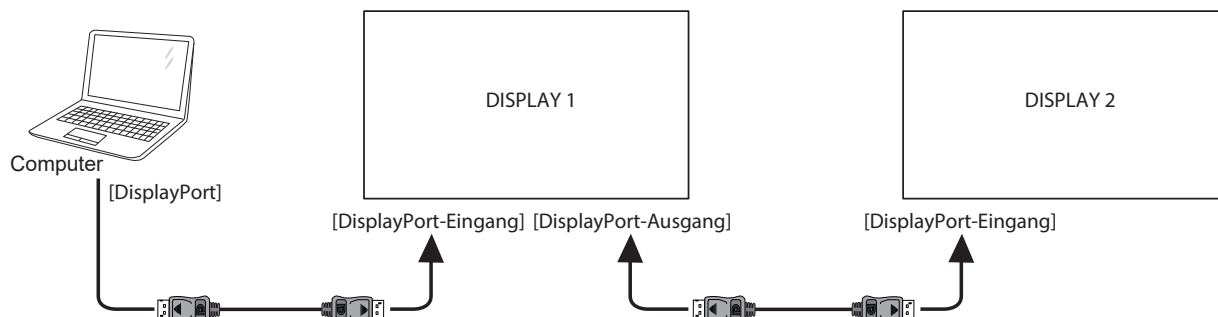 DISPLAY 1
DISPLAY 2
Computer
[DisplayPort]
[DisplayPort-Eingang] [DisplayPort-Ausgang]
[DisplayPort-Eingang]